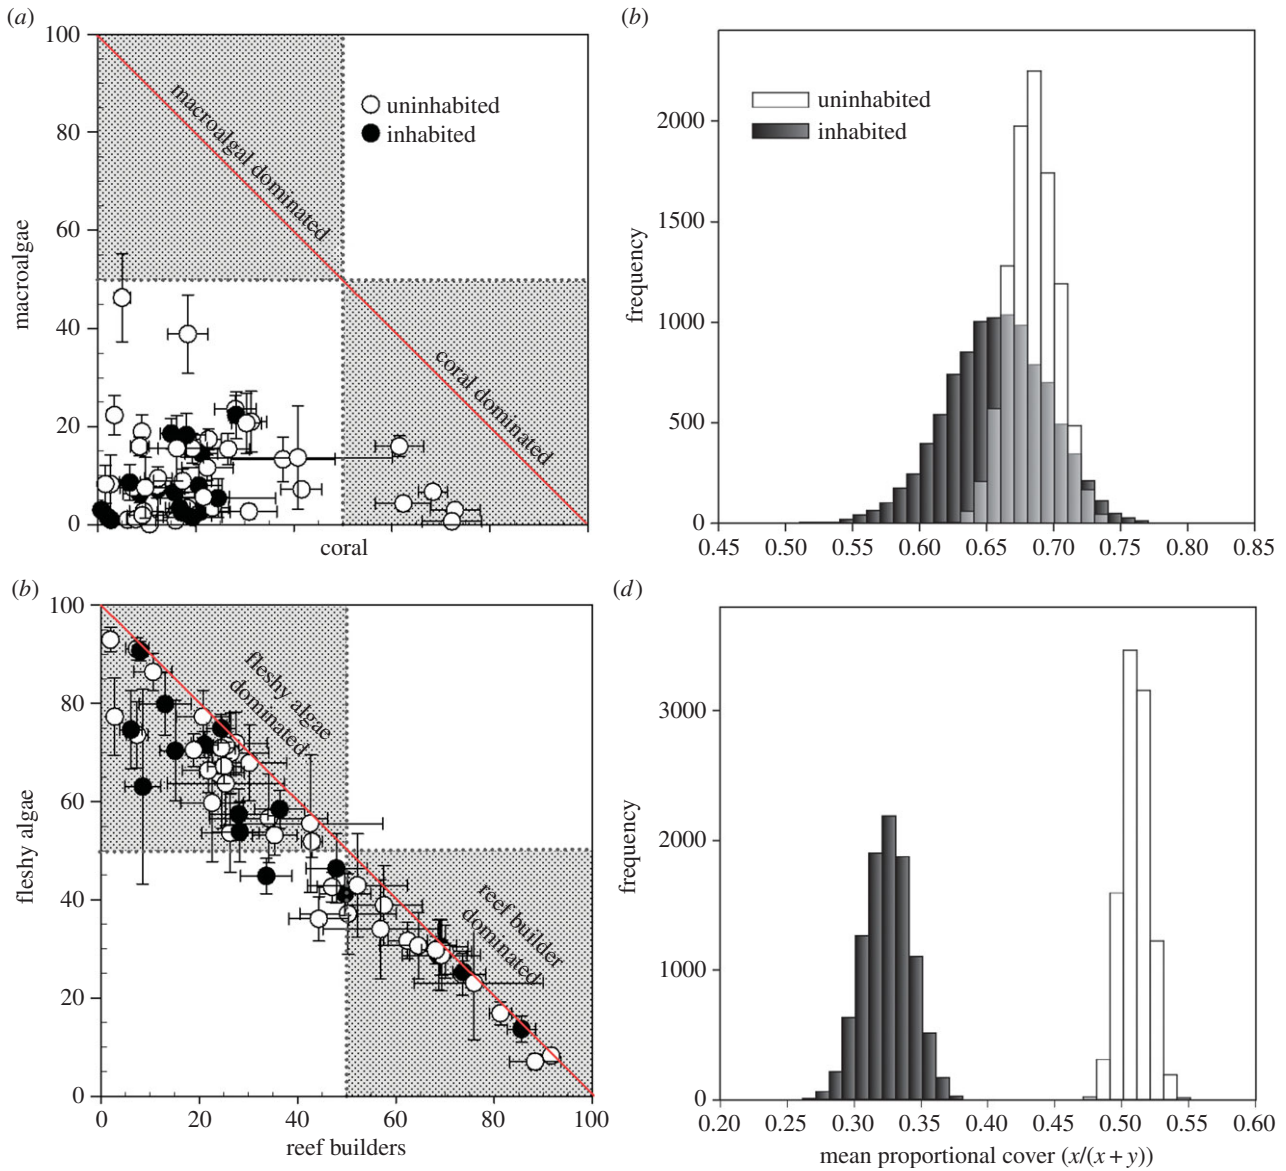 (a)
100
80
60
40
20
0
macroalgae
macroalgal dominated
coral dominated
uninhabited
inhabited
coral
(b)
2000
1500
1000
500
0
frequency
uninhabited
inhabited
0.45 0.50 0.55 0.60 0.65 0.70 0.75 0.80 0.85
(b)
100
80
60
40
20
0
fleshy algae
fleshy algae
dominated
reef builder
dominated
0 20 40 60 80 100
reef builders
(d)
3000
2000
1000
0
frequency
0.20 0.25 0.30 0.35 0.40 0.45 0.50 0.55 0.60
mean proportional cover (x/(x + y))